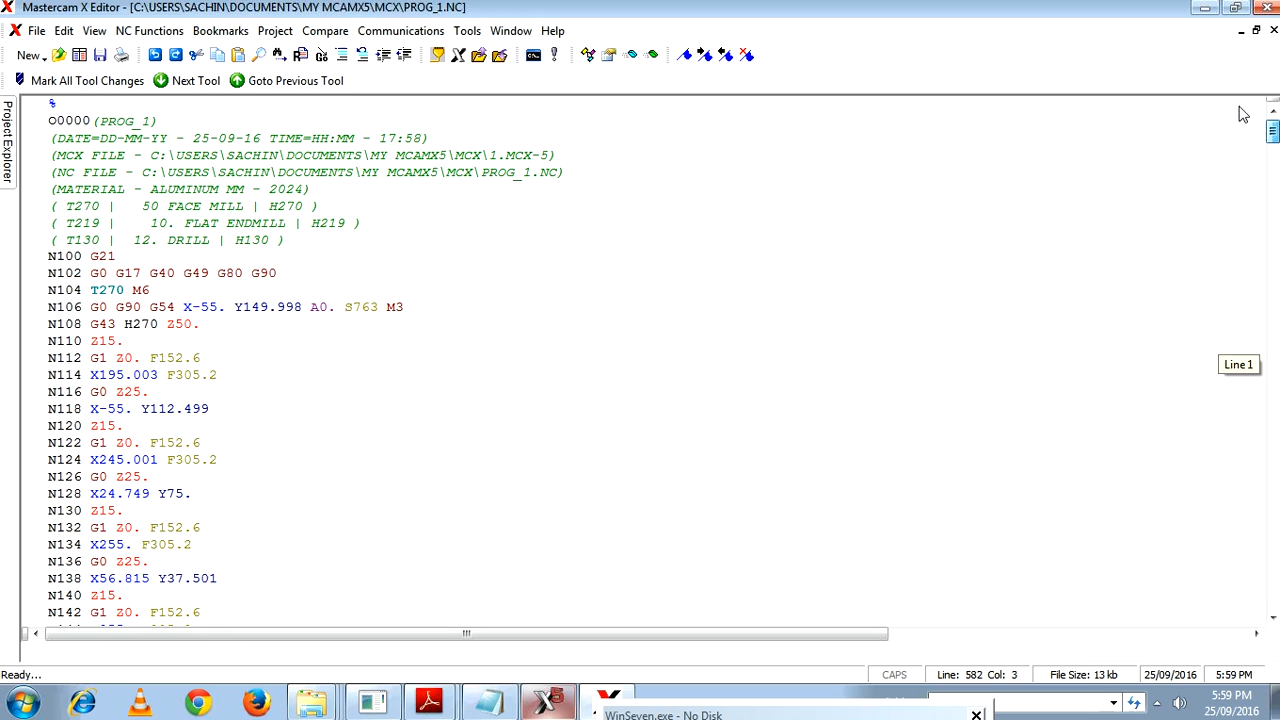 Mastercam X Editor - [C:\USERS\SACHIN\DOCUMENTS\MY MCAMX5\MCX\PROG_1.NC]
File Edit View NC Functions Bookmarks Project Compare Communications Tools Window Help
New
Mark All Tool Changes Next Tool Goto Previous Tool
Project Explorer
%
O0000(PROG_1)
(DATE=DD-MM-YY - 25-09-16 TIME=HH:MM - 17:58)
(MCX FILE - C:\USERS\SACHIN\DOCUMENTS\MY MCAMX5\MCX\1.MCX-5)
(NC FILE - C:\USERS\SACHIN\DOCUMENTS\MY MCAMX5\MCX\PROG_1.NC)
(MATERIAL - ALUMINUM MM - 2024)
( T270 | 50 FACE MILL | H270 )
( T219 | 10. FLAT ENDMILL | H219 )
( T130 | 12. DRILL | H130 )
N100 G21
N102 G0 G17 G40 G49 G80 G90
N104 T270 M6
N106 G0 G90 G54 X-55. Y149.998 A0. S763 M3
N108 G43 H270 Z50.
N110 Z15.
N112 G1 Z0. F152.6
Line 1
N114 X195.003 F305.2
N116 G0 Z25.
N118 X-55. Y112.499
N120 Z15.
N122 G1 Z0. F152.6
N124 X245.001 F305.2
N126 G0 Z25.
N128 X24.749 Y75.
N130 Z15.
N132 G1 Z0. F152.6
N134 X255. F305.2
N136 G0 Z25.
N138 X56.815 Y37.501
N140 Z15.
N142 G1 Z0. F152.6
Ready...
CAPS
Line: 582 Col: 3
File Size: 13 kb
25/09/2016
5:59 PM
5:59 PM
25/09/2016
WinSeven.exe - No Disk